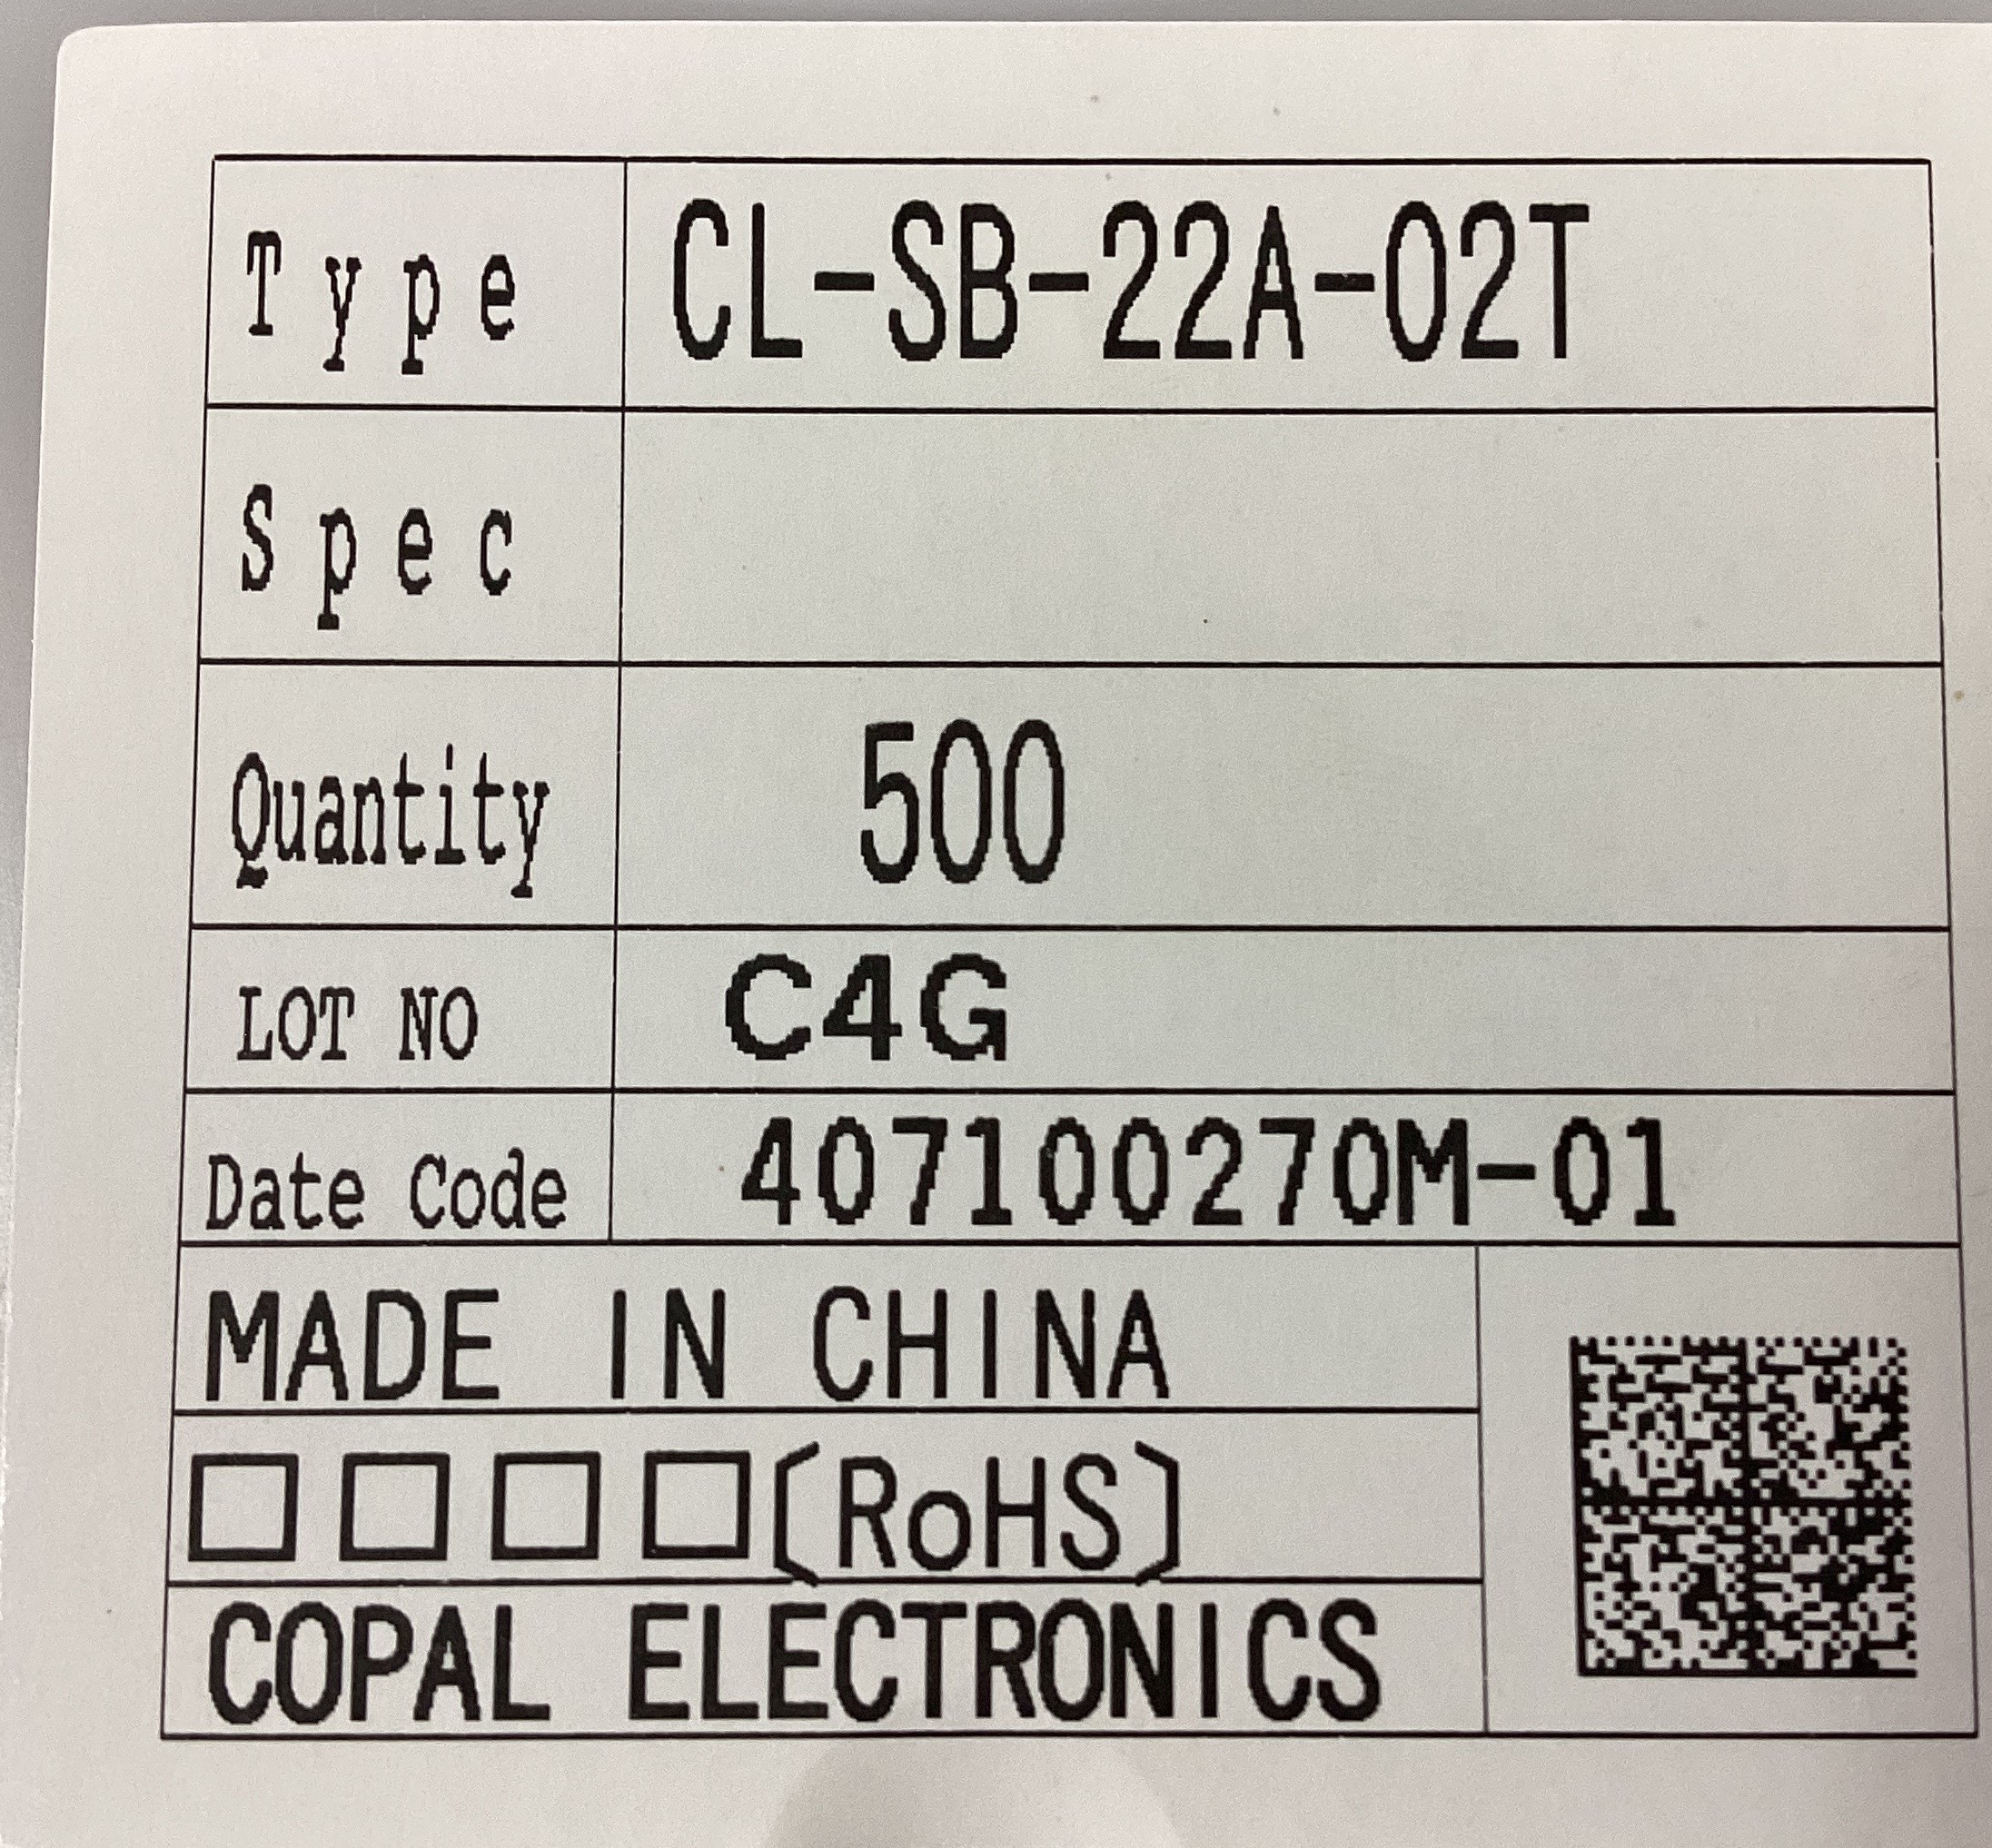 Type CL-SB-22A-02T
Spec
Quantity 500
LOT NO C4G
Date Code 407100270M-01
MADE IN CHINA
□□□□(RoHS)
COPAL ELECTRONICS